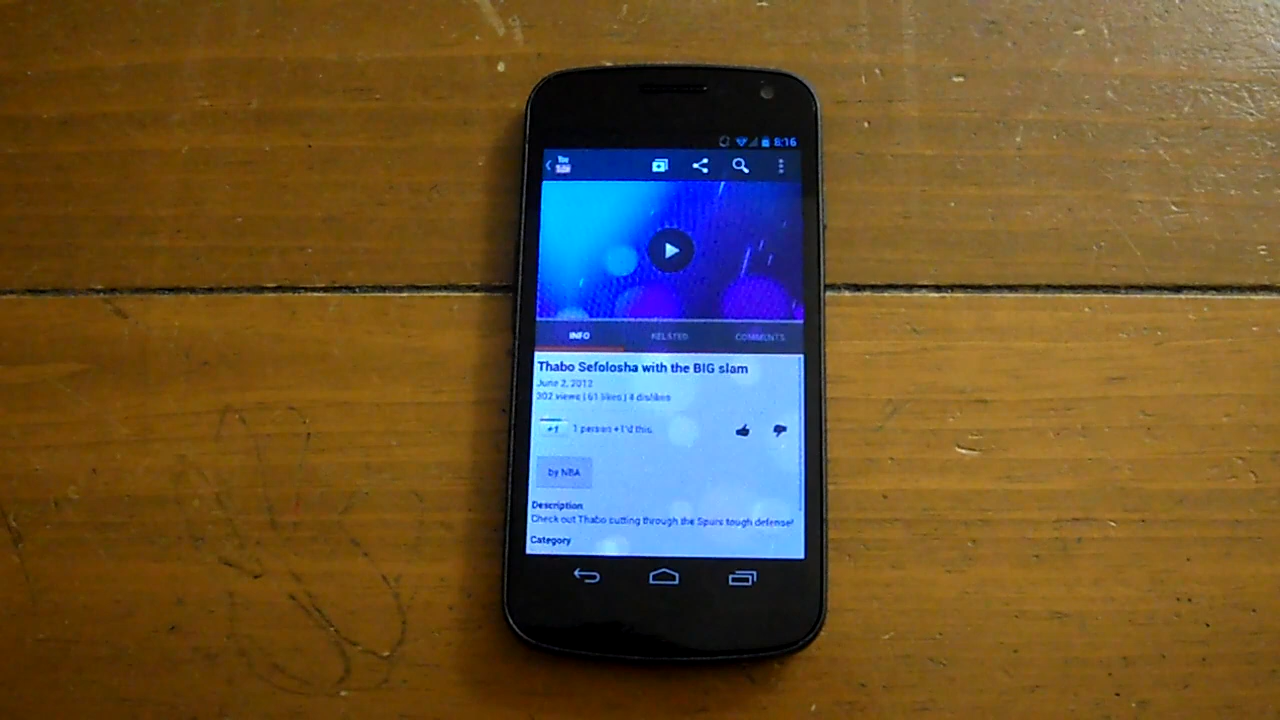 8:16
You
Tube
INFO RELATED COMMENTS
Thabo Sefolosha with the BIG slam
June 2, 2012
302 views | 61 likes | 4 dislikes
+1 1 person +1'd this.
by NBA
Description
Check out Thabo cutting through the Spurs tough defense!
Category